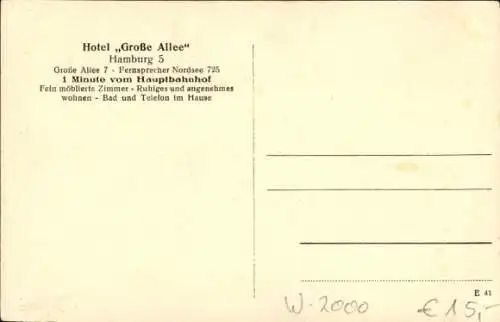 Hotel „Große Allee“
Hamburg 5
Große Allee 7 - Fernsprecher Nordsee 725
1 Minute vom Hauptbahnhof
Fein möblierte Zimmer - Ruhiges und angenehmes
wohnen - Bad und Telefon im Hause
E 41
W-2000 €15,-